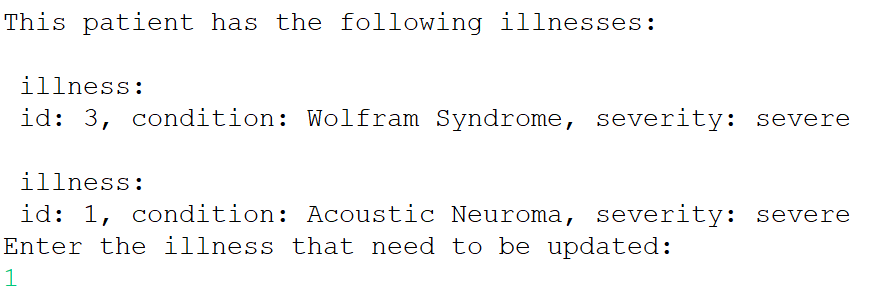 This patient has the following illnesses:
illness:
id: 3, condition: Wolfram Syndrome, severity: severe
illness:
id: 1, condition: Acoustic Neuroma, severity: severe
Enter the illness that need to be updated:
1